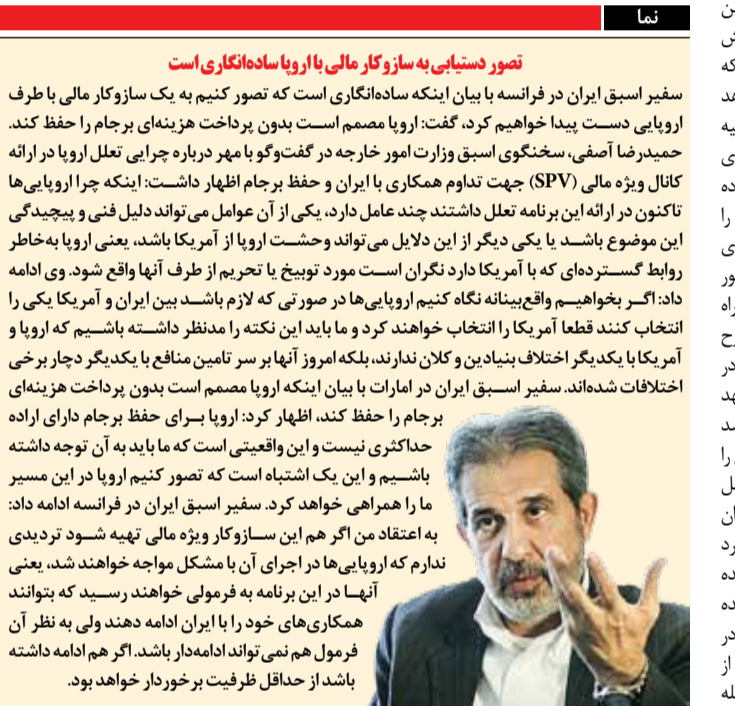 نما
تصور دستیابی به سازوکار مالی با اروپا ساده‌انگاری است
سفیر اسبق ایران در فرانسه با بیان اینکه ساده‌انگاری است که تصور کنیم به یک سازوکار مالی با طرف
اروپایی دست پیدا خواهیم کرد، گفت: اروپا مصمم است بدون پرداخت هزینه‌ای برجام را حفظ کند.
حمیدرضا آصفی، سخنگوی اسبق وزارت امور خارجه در گفت‌وگو با مهر درباره چرایی تعلل اروپا در ارائه
کانال ویژه مالی (SPV) جهت تداوم همکاری با ایران و حفظ برجام اظهار داشت: اینکه چرا اروپایی‌ها
تاکنون در ارائه این برنامه تعلل داشتند چند عامل دارد، یکی از آن عوامل می‌تواند دلیل فنی و پیچیدگی
این موضوع باشد یا یکی دیگر از این دلایل می‌تواند وحشت اروپا از آمریکا باشد، یعنی اروپا به‌خاطر
روابط گسترده‌ای که با آمریکا دارد نگران است مورد توبیخ یا تحریم از طرف آنها واقع شود. وی ادامه
داد: اگر بخواهیم واقع‌بینانه نگاه کنیم اروپایی‌ها در صورتی که لازم باشد بین ایران و آمریکا یکی را
انتخاب کنند قطعا آمریکا را انتخاب خواهند کرد و ما باید این نکته را مدنظر داشته باشیم که اروپا و
آمریکا با یکدیگر اختلاف بنیادین و کلان ندارند، بلکه امروز آنها بر سر تامین منافع با یکدیگر دچار برخی
اختلافات شده‌اند. سفیر اسبق ایران در امارات با بیان اینکه اروپا مصمم است بدون پرداخت هزینه‌ای
برجام را حفظ کند، اظهار کرد: اروپا برای حفظ برجام دارای اراده
حداکثری نیست و این واقعیتی است که ما باید به آن توجه داشته
باشیم و این یک اشتباه است که تصور کنیم اروپا در این مسیر
ما را همراهی خواهد کرد. سفیر اسبق ایران در فرانسه ادامه داد:
به اعتقاد من اگر هم این سازوکار ویژه مالی تهیه شود تردیدی
ندارم که اروپایی‌ها در اجرای آن با مشکل مواجه خواهند شد، یعنی
آنها در این برنامه به فرمولی خواهند رسید که بتوانند
همکاری‌های خود را با ایران ادامه دهند ولی به نظر آن
فرمول هم نمی‌تواند ادامه‌دار باشد. اگر هم ادامه داشته
باشد از حداقل ظرفیت برخوردار خواهد بود.